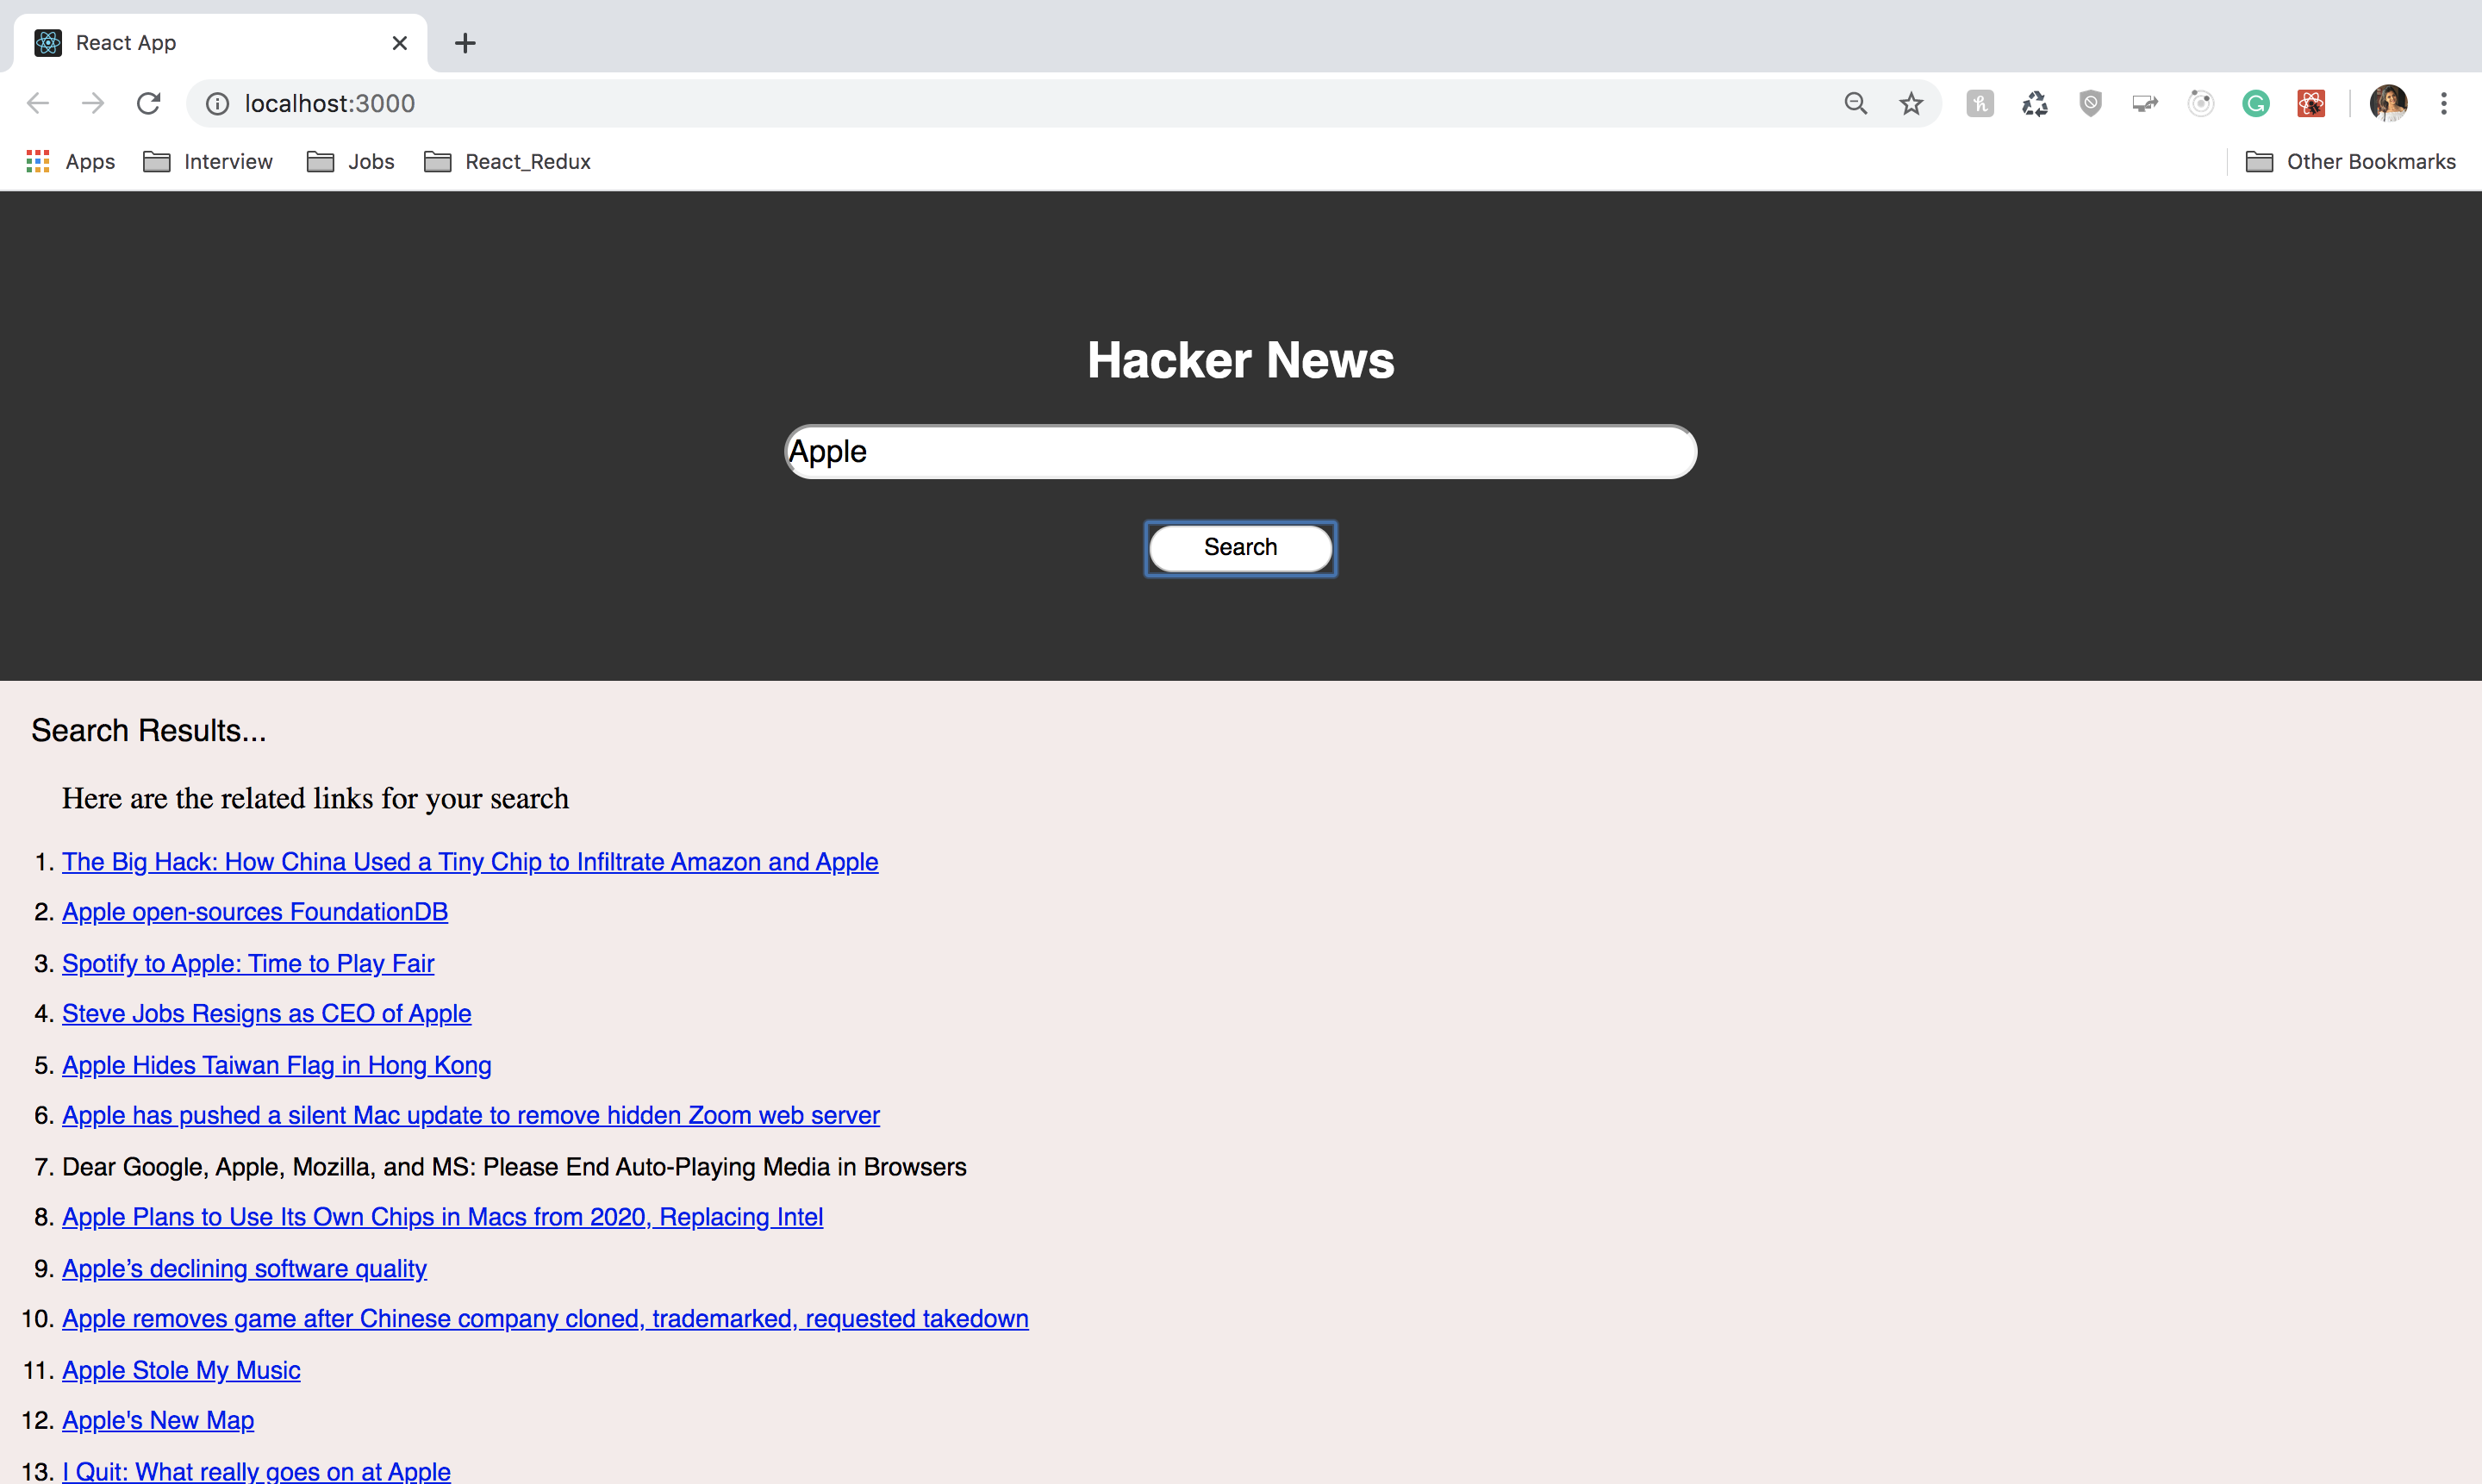 React App
localhost:3000
Apps Interview Jobs React_Redux Other Bookmarks
Hacker News
Apple
Search
Search Results...
Here are the related links for your search
1. The Big Hack: How China Used a Tiny Chip to Infiltrate Amazon and Apple
2. Apple open-sources FoundationDB
3. Spotify to Apple: Time to Play Fair
4. Steve Jobs Resigns as CEO of Apple
5. Apple Hides Taiwan Flag in Hong Kong
6. Apple has pushed a silent Mac update to remove hidden Zoom web server
7. Dear Google, Apple, Mozilla, and MS: Please End Auto-Playing Media in Browsers
8. Apple Plans to Use Its Own Chips in Macs from 2020, Replacing Intel
9. Apple’s declining software quality
10. Apple removes game after Chinese company cloned, trademarked, requested takedown
11. Apple Stole My Music
12. Apple's New Map
13. I Quit: What really goes on at Apple